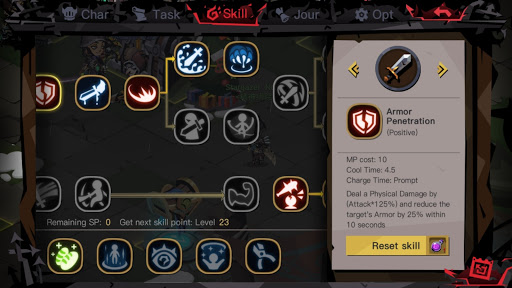 Char
Task
Skill
Jour
Opt
Armor
Penetration
(Positive)
MP cost: 10
Cool Time: 4.5
Charge Time: Prompt
Deal a Physical Damage by
(Attack*125%) and reduce the
target's Armor by 25% within
10 seconds
Remaining SP: 0 Get next skill point: Level 23
Reset skill